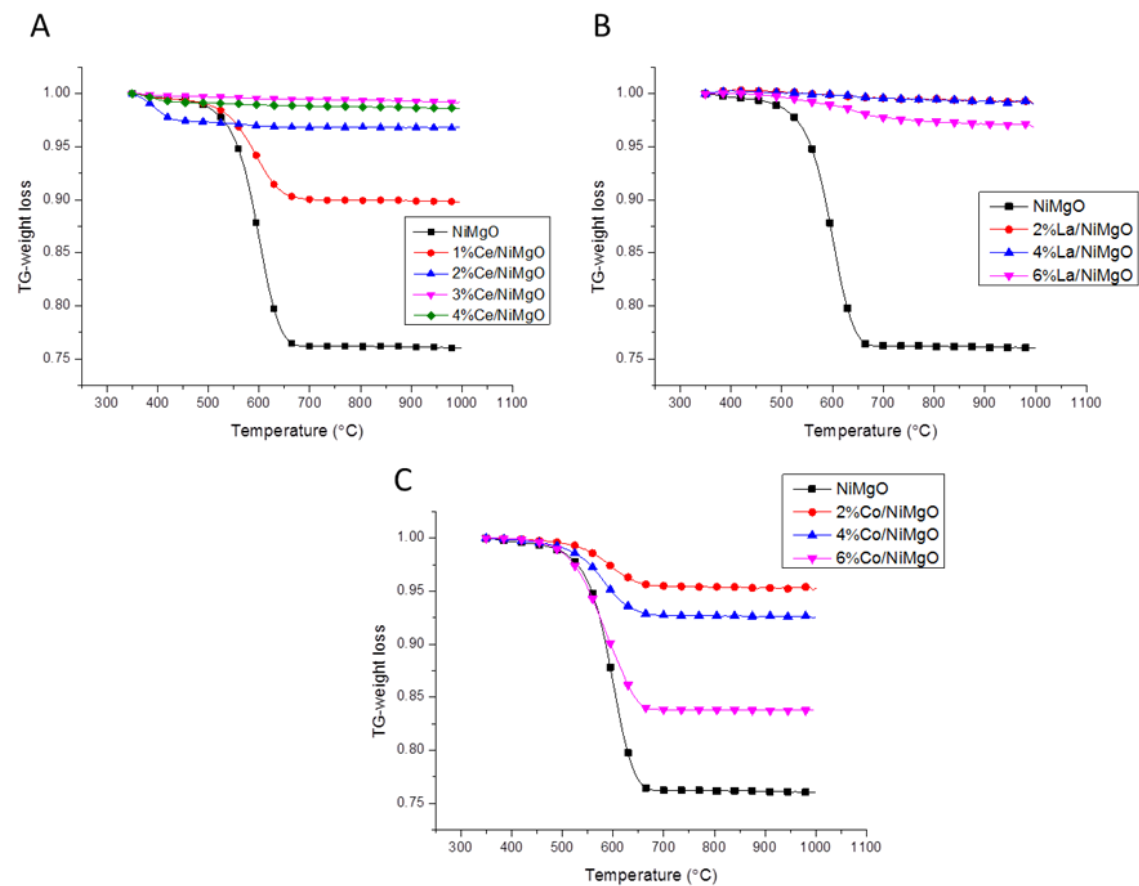 A
TG-weight loss
1.00
0.95
0.90
0.85
0.80
0.75
NiMgO
1%Ce/NiMgO
2%Ce/NiMgO
3%Ce/NiMgO
4%Ce/NiMgO
300 400 500 600 700 800 900 1000 1100
Temperature (°C)
B
TG-weight loss
1.00
0.95
0.90
0.85
0.80
0.75
NiMgO
2%La/NiMgO
4%La/NiMgO
6%La/NiMgO
300 400 500 600 700 800 900 1000 1100
Temperature (°C)
C
TG-weight loss
1.00
0.95
0.90
0.85
0.80
0.75
NiMgO
2%Co/NiMgO
4%Co/NiMgO
6%Co/NiMgO
300 400 500 600 700 800 900 1000 1100
Temperature (°C)